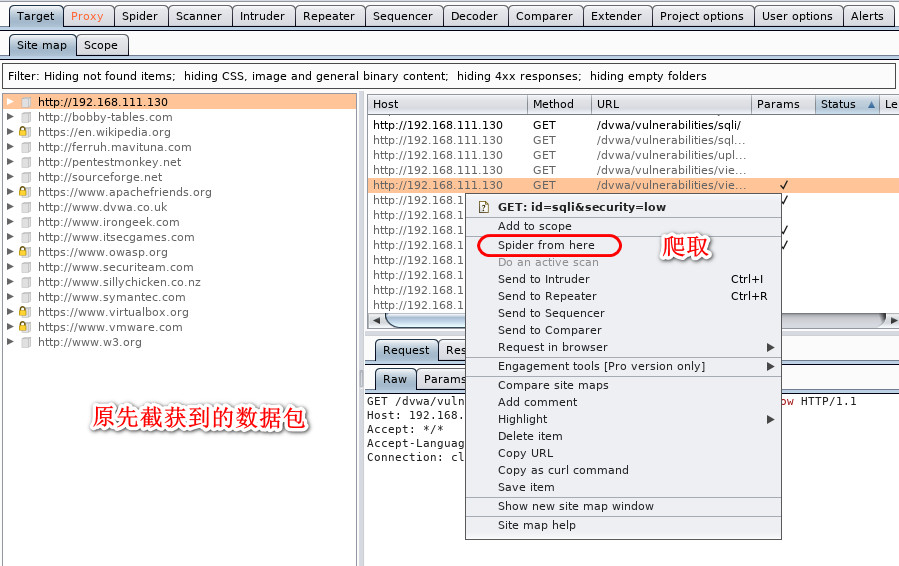 Target Proxy Spider Scanner Intruder Repeater Sequencer Decoder Comparer Extender Project options User options Alerts
Site map Scope
Filter: Hiding not found items; hiding CSS, image and general binary content; hiding 4xx responses; hiding empty folders
http://192.168.111.130
http://bobby-tables.com
https://en.wikipedia.org
http://ferruh.mavituna.com
http://pentestmonkey.net
http://sourceforge.net
https://www.apachefriends.org
http://www.dvwa.co.uk
http://www.irongeek.com
http://www.itsecgames.com
https://www.owasp.org
http://www.securiteam.com
http://www.sillychicken.co.nz
http://www.symantec.com
https://www.virtualbox.org
https://www.vmware.com
http://www.w3.org
原先截获到的数据包
Host Method URL Params Status Le
http://192.168.111.130 GET /dvwa/vulnerabilities/sqli/
http://192.168.111.130 GET /dvwa/vulnerabilities/sql...
http://192.168.111.130 GET /dvwa/vulnerabilities/upl...
http://192.168.111.130 GET /dvwa/vulnerabilities/vie...
http://192.168.111.130 GET /dvwa/vulnerabilities/vie... ✓
http://192.168.1 ✓
http://192.168.1
http://192.168.1 ✓
http://192.168.1 ✓
http://192.168.1
http://192.168.1
http://192.168.1
GET: id=sqli&security=low
Add to scope
Spider from here
爬取
Do an active scan
Send to Intruder Ctrl+I
Send to Repeater Ctrl+R
Send to Sequencer
Send to Comparer
Request in browser
Engagement tools [Pro version only]
Compare site maps
Add comment
Highlight
Delete item
Copy URL
Copy as curl command
Save item
Show new site map window
Site map help
Request Res
Raw Params
GET /dvwa/vuln ow HTTP/1.1
Host: 192.168.
Accept: */*
Accept-Languag
Connection: cl